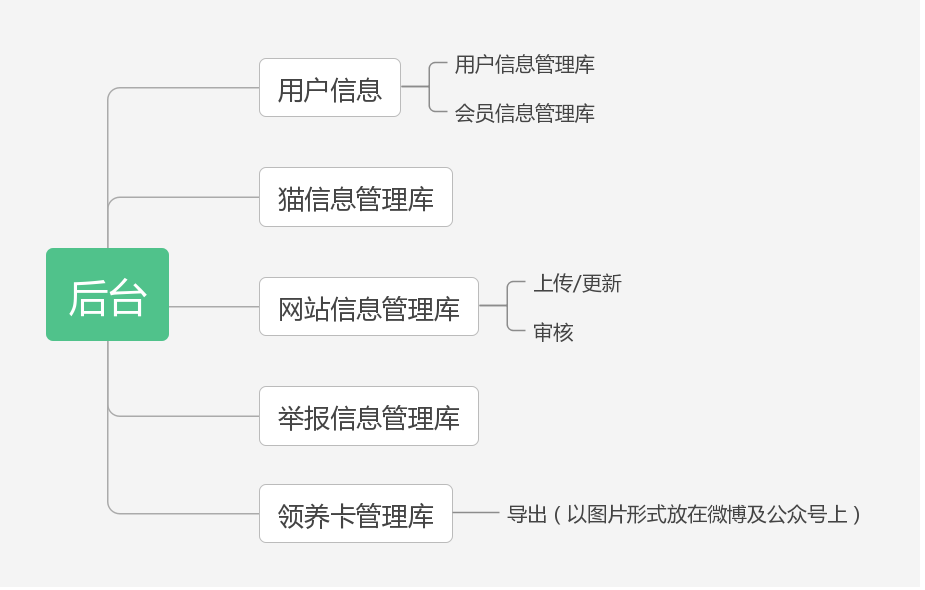 用户信息
用户信息管理库
会员信息管理库
猫信息管理库
后台
网站信息管理库
上传/更新
审核
举报信息管理库
领养卡管理库
导出（以图片形式放在微博及公众号上）